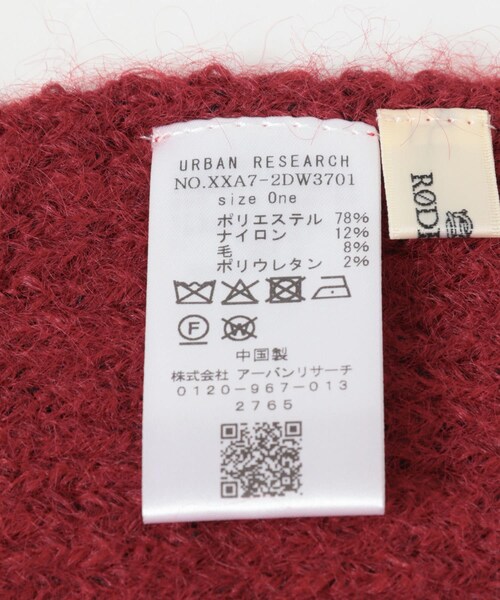 URBAN RESEARCH
NO.XXA7-2DW3701
size One
ポリエステル 78%
ナイロン 12%
毛 8%
ポリウレタン 2%
F W
中国製
株式会社 アーバンリサーチ
0120-967-013
2765